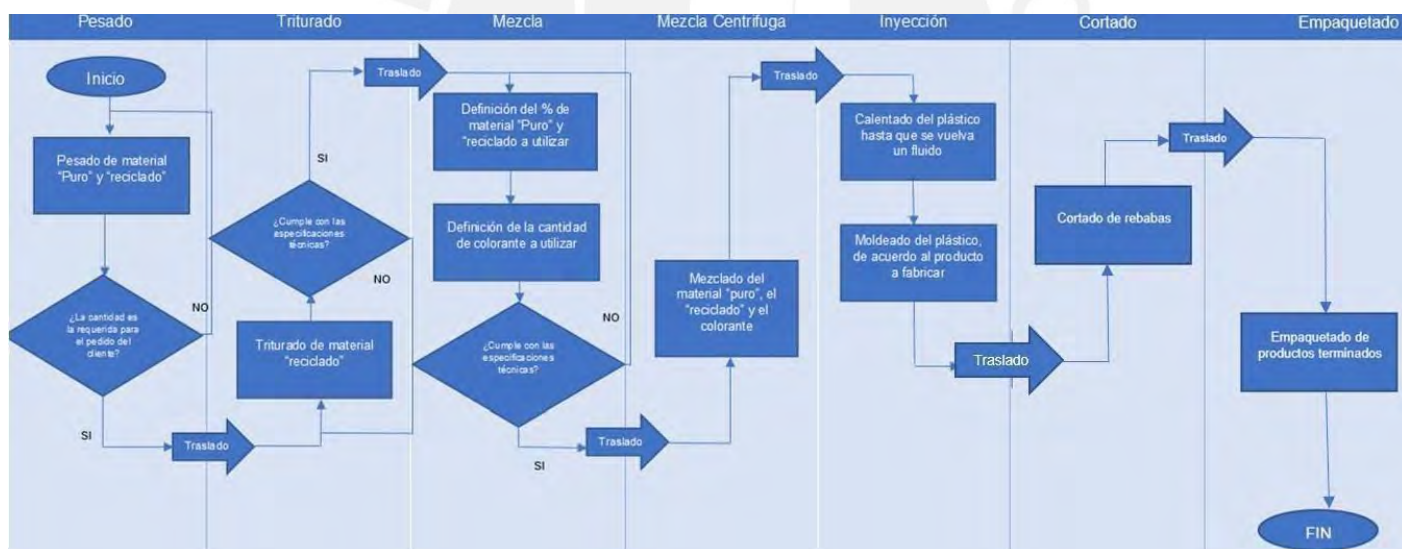 Pesado
Triturado
Mezcla
Mezcla Centrifuga
Inyección
Cortado
Empaquetado
Inicio
Pesado de material
"Puro" y "reciclado"
¿La cantidad es
la requerida para
el pedido del
cliente?
NO
SI
Traslado
Triturado de material
"reciclado"
¿Cumple con las
especificaciones
técnicas?
NO
SI
Traslado
Definición del % de
material "Puro" y
"reciclado a utilizar
Definición de la cantidad
de colorante a utilizar
¿Cumple con las
especificaciones
técnicas?
NO
SI
Traslado
Mezclado del
material "puro", el
"reciclado" y el
colorante
Traslado
Calentado del plástico
hasta que se vuelva
un fluido
Moldeado del plástico,
de acuerdo al producto
a fabricar
Traslado
Cortado de rebabas
Traslado
Empaquetado de
productos terminados
FIN